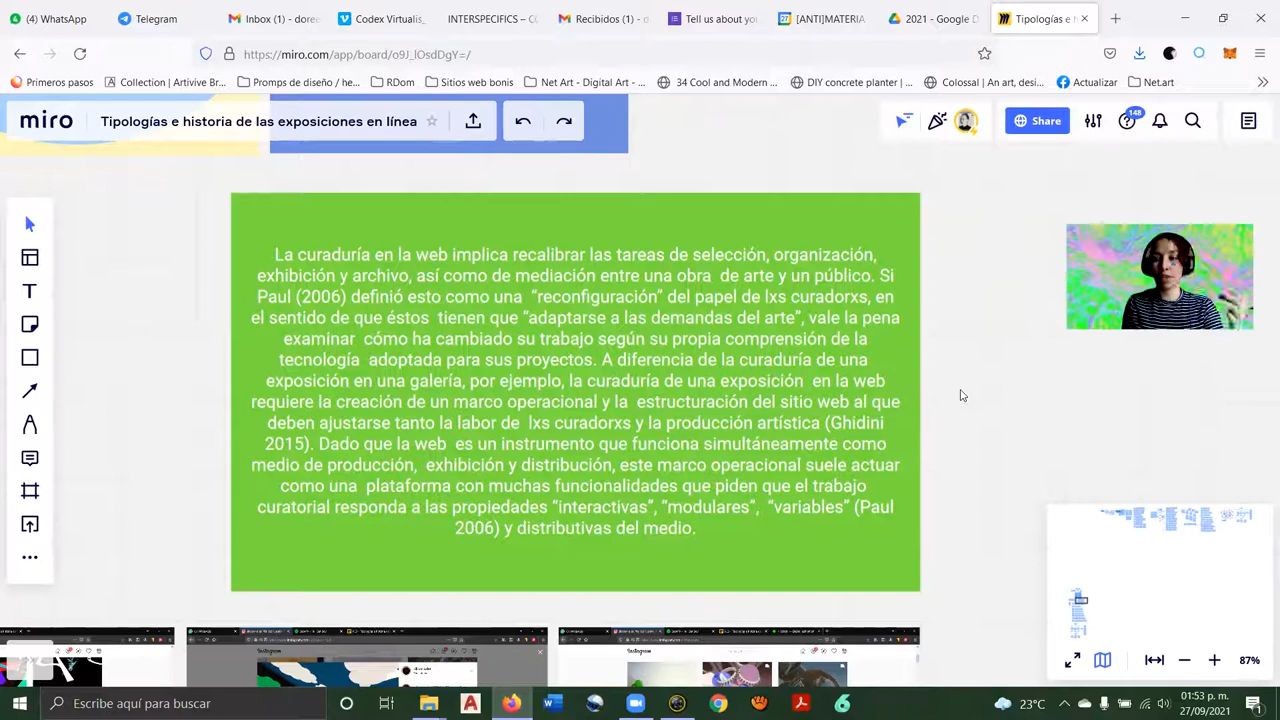 (4) WhatsApp
Telegram
Inbox (1) - doree
Codex Virtualis_
INTERSPECIFICS – CO
Recibidos (1) - d
Tell us about you
[ANTI]MATERIA
2021 - Google D
Tipologías e h
https://miro.com/app/board/o9J_lOsdDgY=/
Primeros pasos
Collection | Artivive Br...
Promps de diseño / he...
RDom
Sitios web bonis
Net Art - Digital Art - ...
34 Cool and Modern ...
DIY concrete planter | ...
Colossal | An art, desi...
Actualizar
Net.art
miro
Tipologías e historia de las exposiciones en línea
Share
148
La curaduría en la web implica recalibrar las tareas de selección, organización,
exhibición y archivo, así como de mediación entre una obra de arte y un público. Si
Paul (2006) definió esto como una “reconfiguración” del papel de lxs curadorxs, en
el sentido de que éstos tienen que “adaptarse a las demandas del arte”, vale la pena
examinar cómo ha cambiado su trabajo según su propia comprensión de la
tecnología adoptada para sus proyectos. A diferencia de la curaduría de una
exposición en una galería, por ejemplo, la curaduría de una exposición en la web
requiere la creación de un marco operacional y la estructuración del sitio web al que
deben ajustarse tanto la labor de lxs curadorxs y la producción artística (Ghidini
2015). Dado que la web es un instrumento que funciona simultáneamente como
medio de producción, exhibición y distribución, este marco operacional suele actuar
como una plataforma con muchas funcionalidades que piden que el trabajo
curatorial responda a las propiedades “interactivas”, “modulares”, “variables” (Paul
2006) y distributivas del medio.
Instagram
Instagram
87%
Escribe aquí para buscar
23°C
01:53 p. m.
27/09/2021